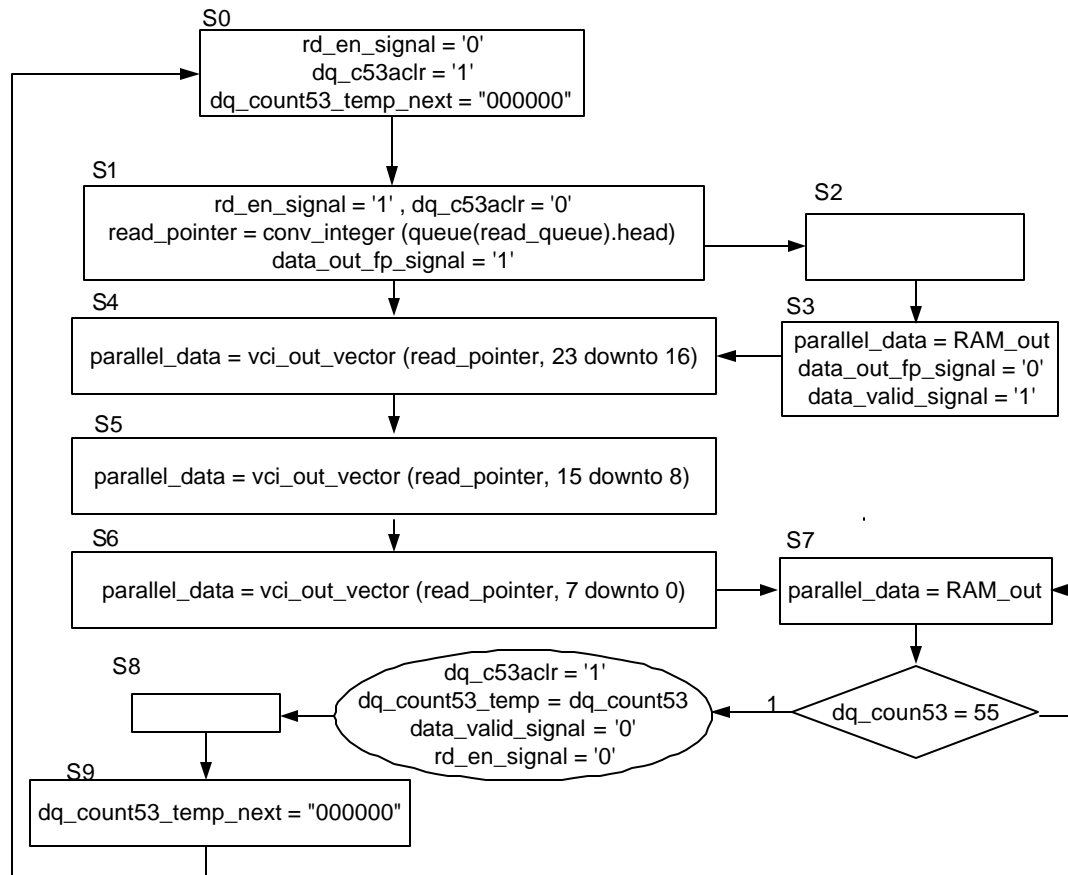 S0
rd_en_signal = '0'
dq_c53aclr = '1'
dq_count53_temp_next = "000000"
S1
rd_en_signal = '1' , dq_c53aclr = '0'
read_pointer = conv_integer (queue(read_queue).head)
data_out_fp_signal = '1'
S2
S3
parallel_data = RAM_out
data_out_fp_signal = '0'
data_valid_signal = '1'
S4
parallel_data = vci_out_vector (read_pointer, 23 downto 16)
S5
parallel_data = vci_out_vector (read_pointer, 15 downto 8)
S6
parallel_data = vci_out_vector (read_pointer, 7 downto 0)
S7
parallel_data = RAM_out
dq_coun53 = 55
1
dq_c53aclr = '1'
dq_count53_temp = dq_count53
data_valid_signal = '0'
rd_en_signal = '0'
S8
S9
dq_count53_temp_next = "000000"